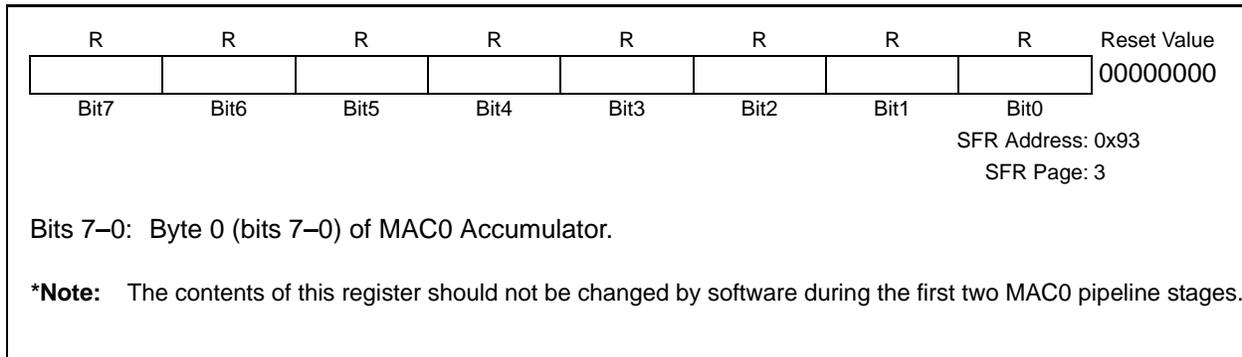 R R R R R R R R Reset Value
00000000
Bit7 Bit6 Bit5 Bit4 Bit3 Bit2 Bit1 Bit0
SFR Address: 0x93
SFR Page: 3
Bits 7–0: Byte 0 (bits 7–0) of MAC0 Accumulator.
*Note: The contents of this register should not be changed by software during the first two MAC0 pipeline stages.